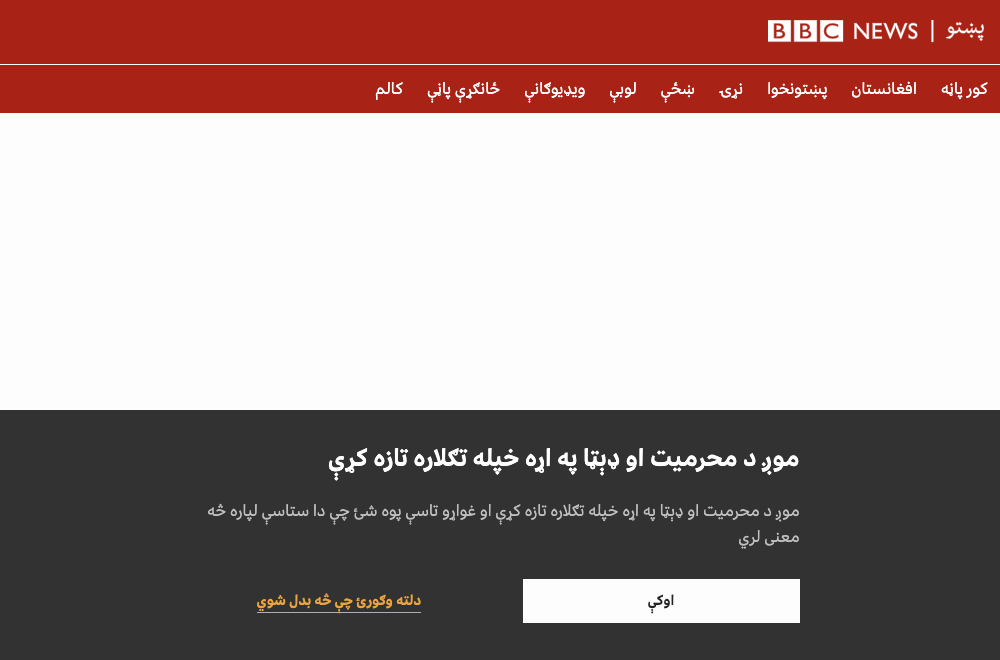 BBC NEWS | پښتو
کور پاڼه افغانستان پښتونخوا نړۍ ښځې لوبې ویډیوګانې ځانګړې پاڼې کالم
موږ د محرمیت او ډېټا په اړه خپله تګلاره تازه کړې
موږ د محرمیت او ډېټا په اړه خپله تګلاره تازه کړې او غواړو تاسې پوه شئ چې دا ستاسې لپاره څه
معنی لري
اوکې
دلته وګورئ چې څه بدل شوي